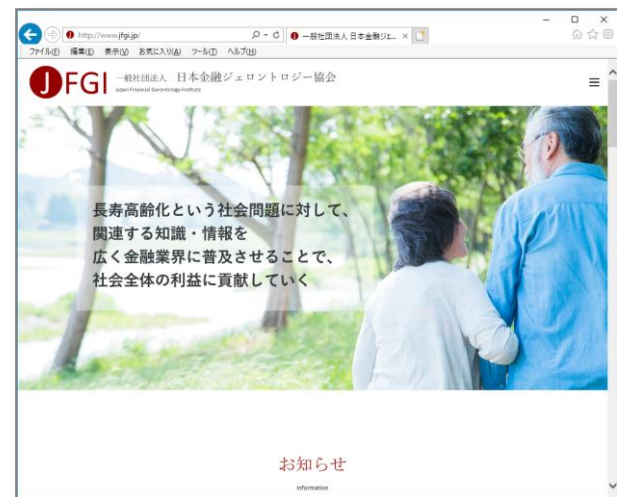 http://www.jfgi.jp/
一般社団法人 日本金融ジェ...
ファイル(F) 編集(E) 表示(V) お気に入り(A) ツール(T) ヘルプ(H)
JFGI 一般社団法人 日本金融ジェロントロジー協会
Japan Financial Gerontology Institute
長寿高齢化という社会問題に対して、
関連する知識・情報を
広く金融業界に普及させることで、
社会全体の利益に貢献していく
お知らせ
information